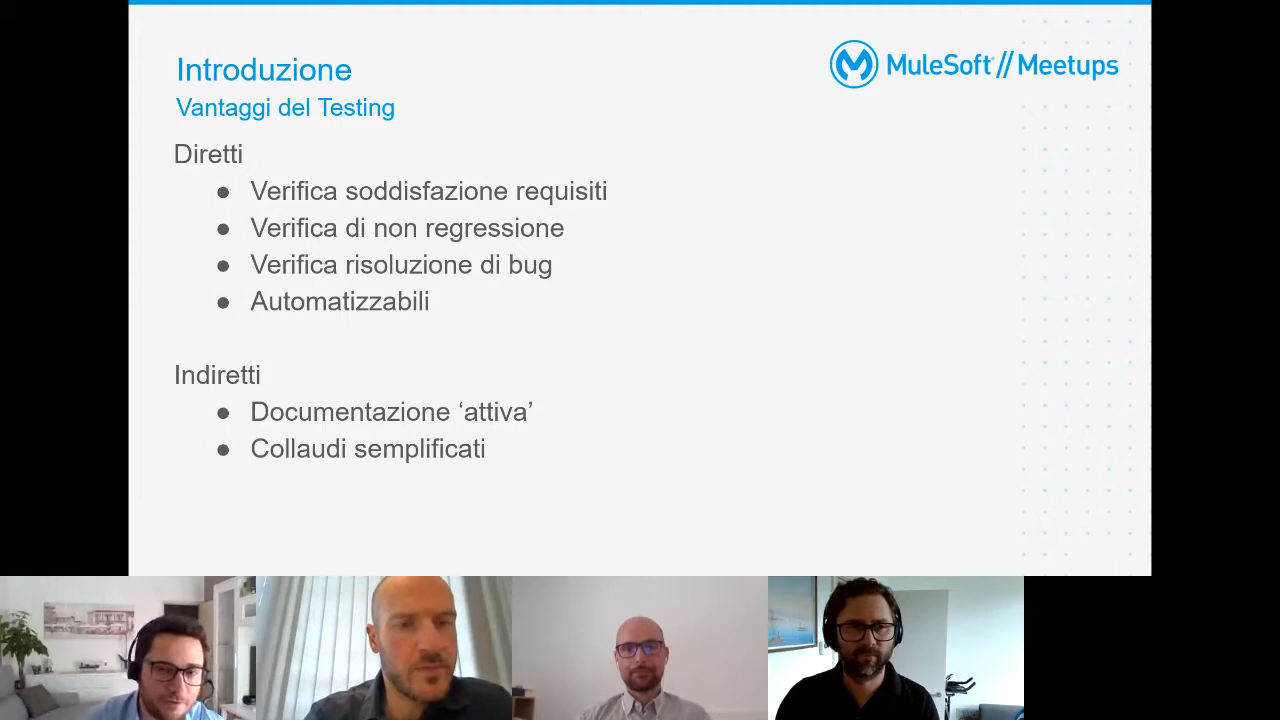 Introduzione
MuleSoft // Meetups
Vantaggi del Testing
Diretti
● Verifica soddisfazione requisiti
● Verifica di non regressione
● Verifica risoluzione di bug
● Automatizzabili
Indiretti
● Documentazione ‘attiva’
● Collaudi semplificati